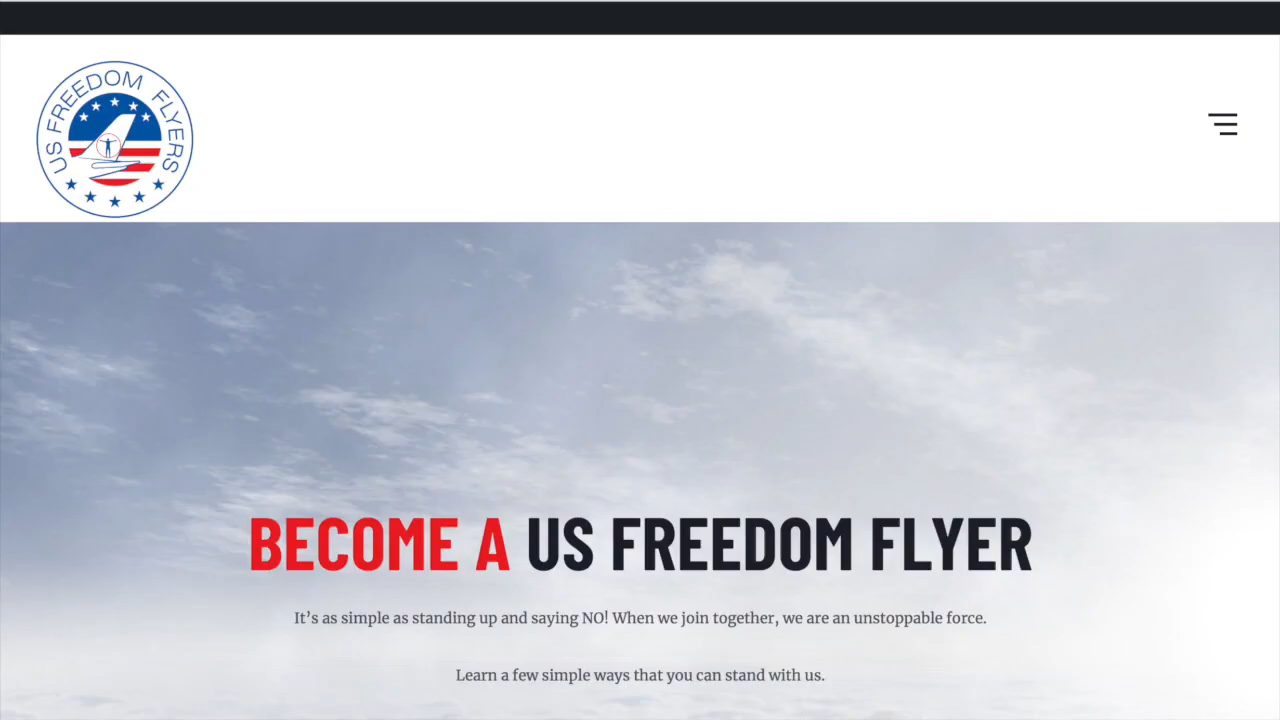 US FREEDOM FLYERS
BECOME A US FREEDOM FLYER
It's as simple as standing up and saying NO! When we join together, we are an unstoppable force.
Learn a few simple ways that you can stand with us.